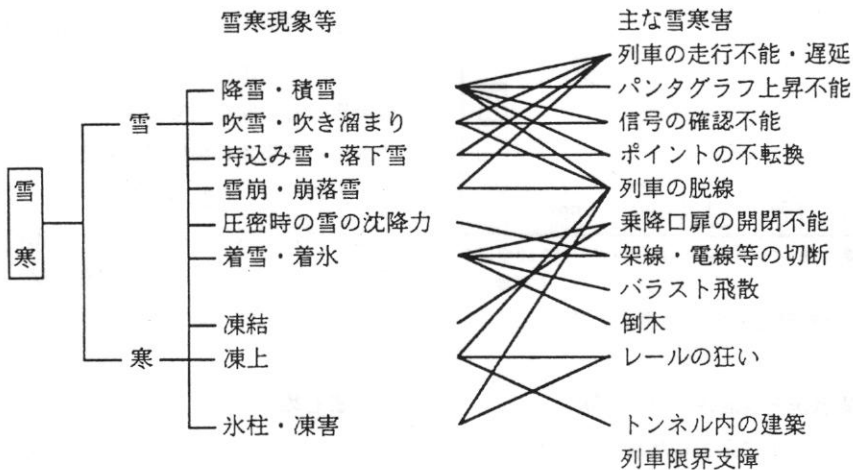 雪寒現象等
主な雪寒害
雪寒
雪
寒
降雪・積雪
吹雪・吹き溜まり
持込み雪・落下雪
雪崩・崩落雪
圧密時の雪の沈降力
着雪・着氷
凍結
凍上
氷柱・凍害
列車の走行不能・遅延
パンタグラフ上昇不能
信号の確認不能
ポイントの不転換
列車の脱線
乗降口扉の開閉不能
架線・電線等の切断
バラスト飛散
倒木
レールの狂い
トンネル内の建築
列車限界支障